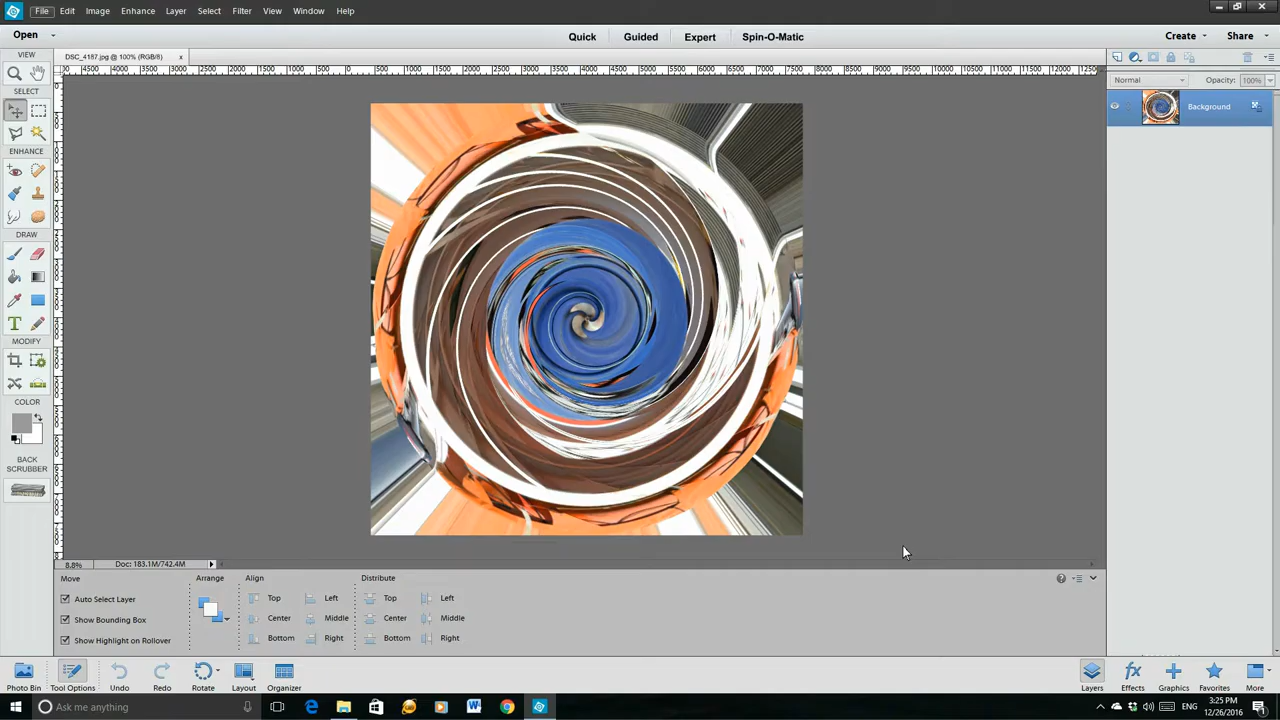 File Edit Image Enhance Layer Select Filter View Window Help
Open Quick Guided Expert Spin-O-Matic Create Share
VIEW DSC_4187.jpg @ 100% (RGB/8) x
Normal Opacity: 100%
SELECT
Background
ENHANCE
DRAW
MODIFY
COLOR
BACK
SCRUBBER
8.8% Doc: 183.1M/742.4M
Move Arrange Align Distribute
Auto Select Layer Top Left Top Left
Show Bounding Box Center Middle Center Middle
Show Highlight on Rollover Bottom Right Bottom Right
Photo Bin Tool Options Undo Redo Rotate Layout Organizer Layers Effects Graphics Favorites More
Ask me anything ENG 3:25 PM
12/26/2016